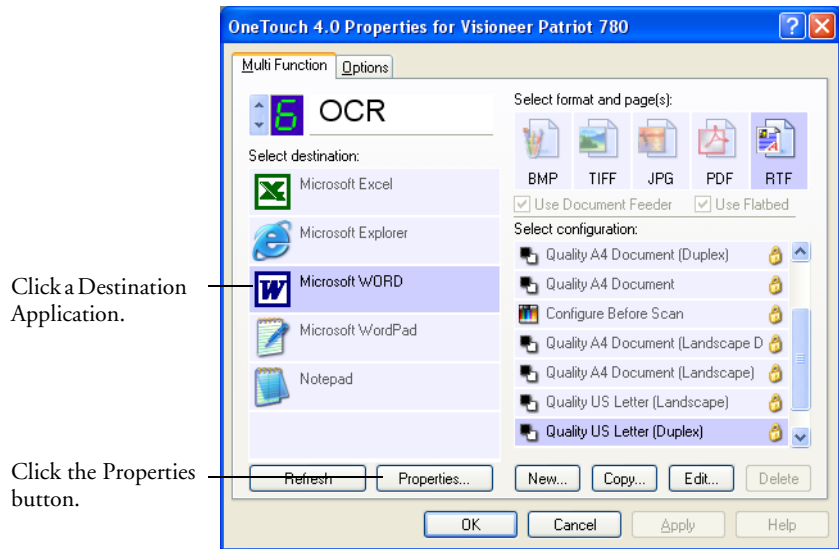 OneTouch 4.0 Properties for Visioneer Patriot 780
Multi Function
Options
6
OCR
Select destination:
Microsoft Excel
Microsoft Explorer
Microsoft WORD
Microsoft WordPad
Notepad
Refresh
Properties...
Select format and page(s):
BMP TIFF JPG PDF RTF
Use Document Feeder
Use Flatbed
Select configuration:
Quality A4 Document (Duplex)
Quality A4 Document
Configure Before Scan
Quality A4 Document (Landscape D
Quality A4 Document (Landscape)
Quality US Letter (Landscape)
Quality US Letter (Duplex)
New... Copy... Edit... Delete
OK Cancel Apply Help
Click a Destination
Application.
Click the Properties
button.